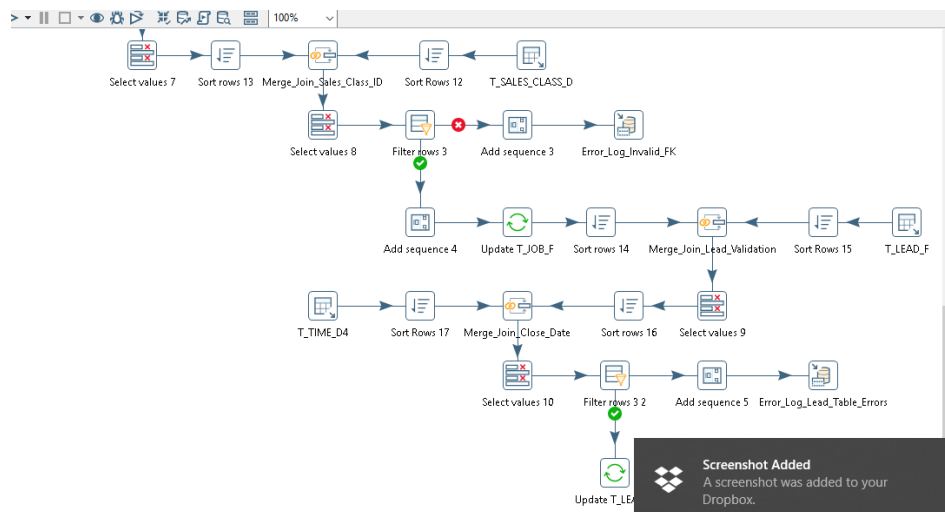 100%
Select values 7
Sort rows 13
Merge_Join_Sales_Class_ID
Sort Rows 12
T_SALES_CLASS_D
Select values 8
Filter rows 3
Add sequence 3
Error_Log_Invalid_FK
Add sequence 4
Update T_JOB_F
Sort rows 14
Merge_Join_Lead_Validation
Sort Rows 15
T_LEAD_F
T_TIME_D4
Sort Rows 17
Merge_Join_Close_Date
Sort rows 16
Select values 9
Select values 10
Filter rows 3 2
Add sequence 5
Error_Log_Lead_Table_Errors
Update
Screenshot Added
A screenshot was added to your
Dropbox.